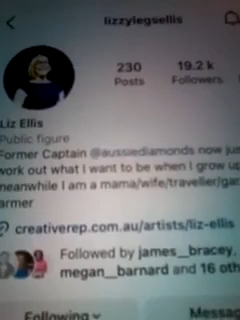 lizzylegsellis
230 19.2 k
Posts Followers
Liz Ellis
Public figure
Former Captain @aussiediamonds now jus
work out what I want to be when I grow up
meanwhile I am a mama/wife/traveller/gar
armer
creativerep.com.au/artists/liz-ellis
Followed by james__bracey,
megan__barnard and 16 oth
Following
Messag